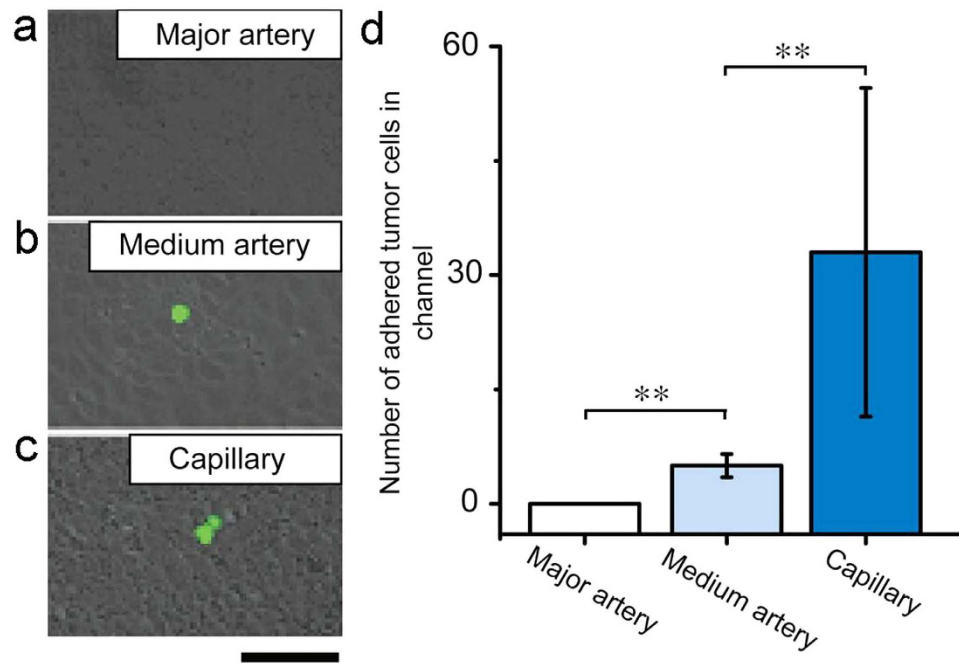 a
Major artery
b
Medium artery
c
Capillary
d
Number of adhered tumor cells in
channel
60
30
0
**
**
Major artery
Medium artery
Capillary